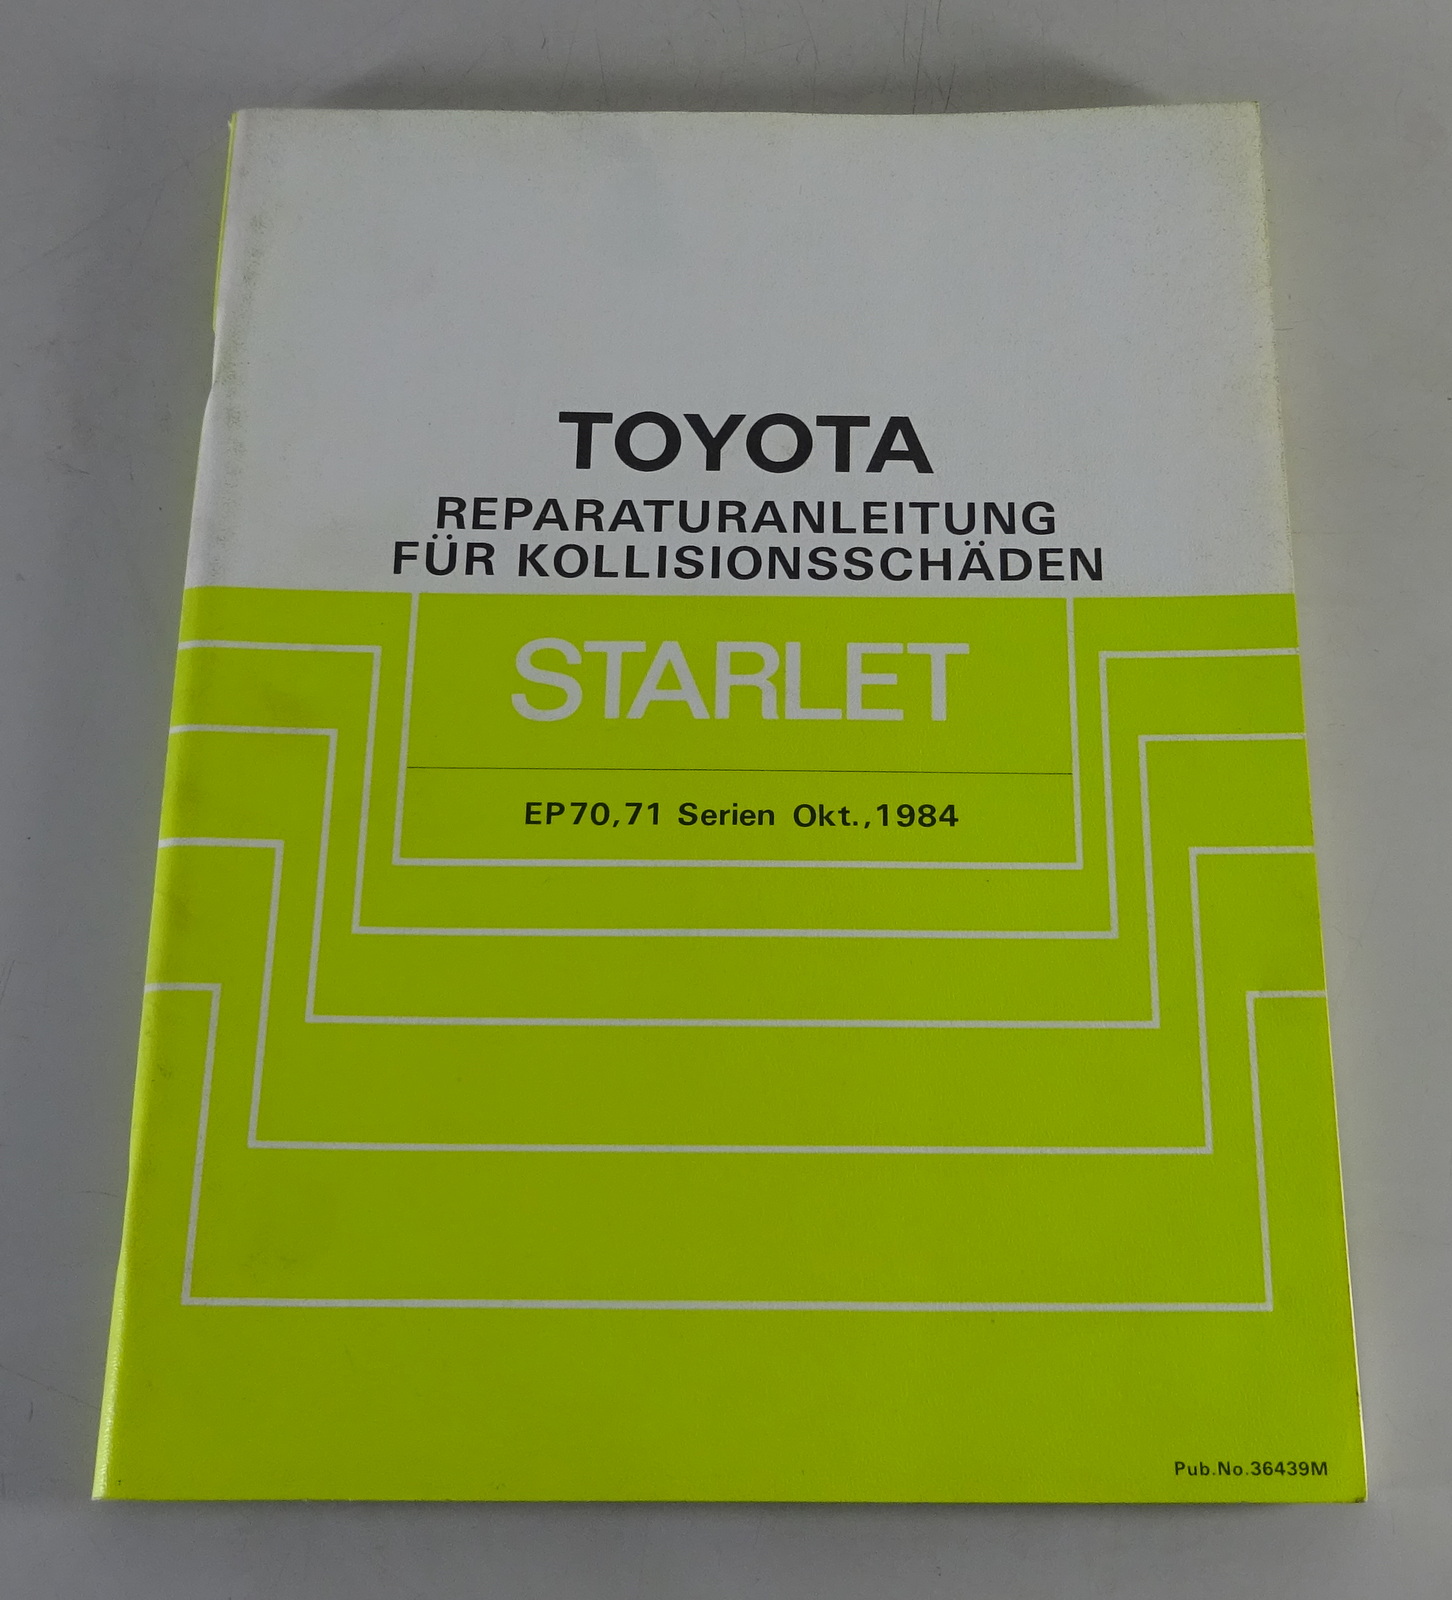 TOYOTA
REPARATURANLEITUNG
FÜR KOLLISIONSSCHÄDEN
STARLET
EP70,71 Serien Okt.,1984
Pub.No.36439M